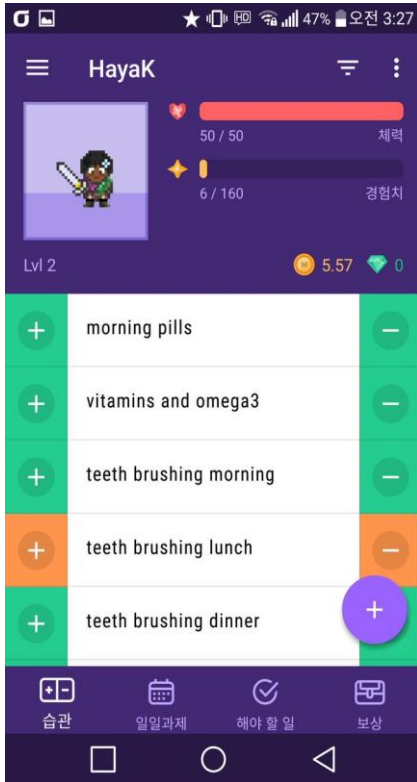 HD 47% 오전 3:27
HayaK
50 / 50 체력
6 / 160 경험치
Lvl 2 5.57 0
morning pills
vitamins and omega3
teeth brushing morning
teeth brushing lunch
teeth brushing dinner
습관 일일과제 해야 할 일 보상